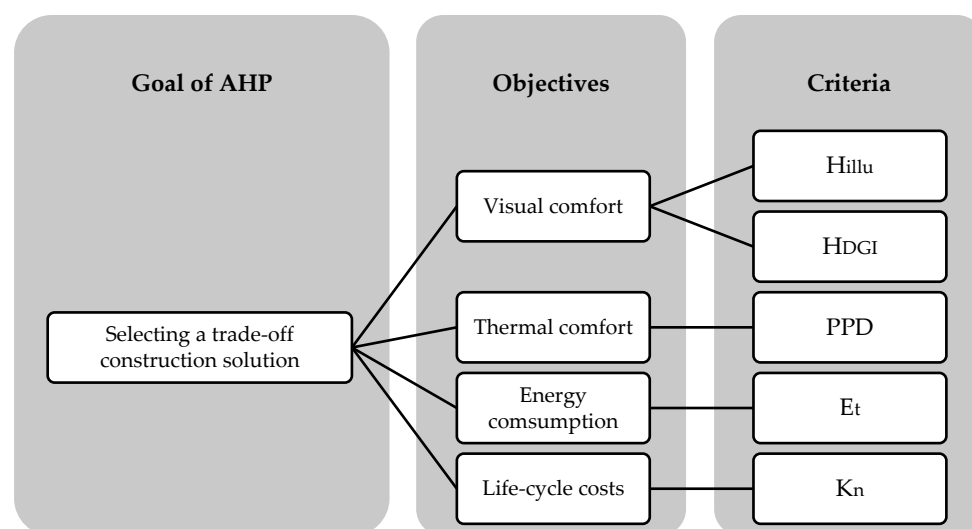 Goal of AHP
Objectives
Criteria
Selecting a trade-off
construction solution
Visual comfort
Thermal comfort
Energy
comsumption
Life-cycle costs
Hillu
HDGI
PPD
Et
Kn